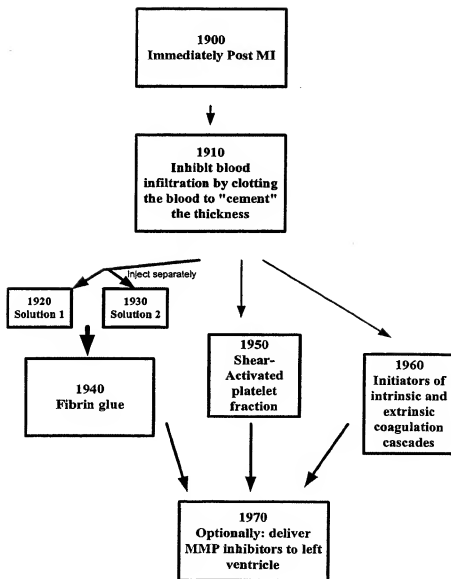 1900
Immediately Post MI
1910
Inhibit blood
infiltration by clotting
the blood to "cement"
the thickness
Inject separately
1920
Solution 1
1930
Solution 2
1940
Fibrin glue
1950
Shear-
Activated
platelet
fraction
1960
Initiators of
intrinsic and
extrinsic
coagulation
cascades
1970
Optionally: deliver
MMP inhibitors to left
ventricle